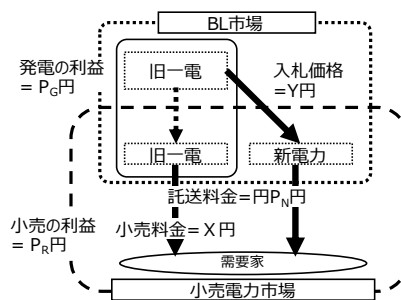 BL市場
発電の利益
= PG円
旧一電
入札価格
=Y円
旧一電
新電力
託送料金=円PN円
小売の利益
= PR円
小売料金=X円
需要家
小売電力市場